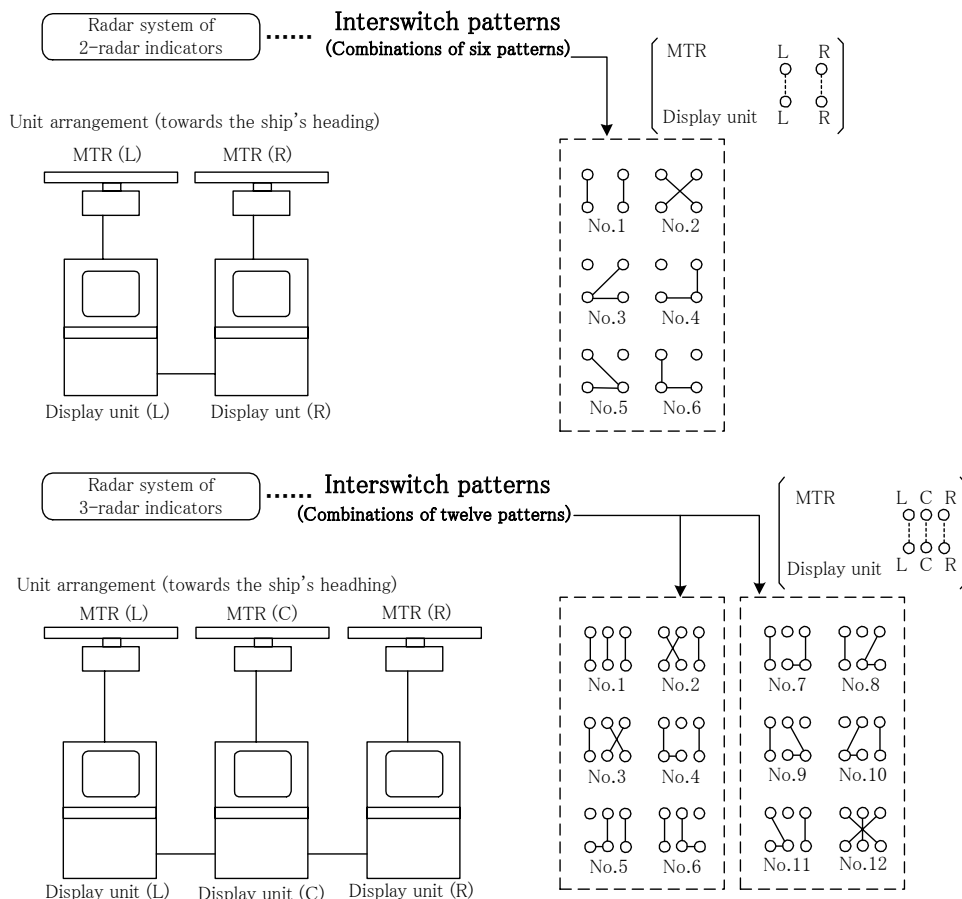 Radar system of
2-radar indicators
......
Interswitch patterns
(Combinations of six patterns)
MTR L R
Display unit L R
Unit arrangement (towards the ship's heading)
MTR (L) MTR (R)
Display unit (L) Display unt (R)
No.1 No.2
No.3 No.4
No.5 No.6
Radar system of
3-radar indicators
......
Interswitch patterns
(Combinations of twelve patterns)
MTR L C R
Display unit L C R
Unit arrangement (towards the ship's headhing)
MTR (L) MTR (C) MTR (R)
Display unit (L) Display unit (C) Display unit (R)
No.1 No.2
No.3 No.4
No.5 No.6
No.7 No.8
No.9 No.10
No.11 No.12